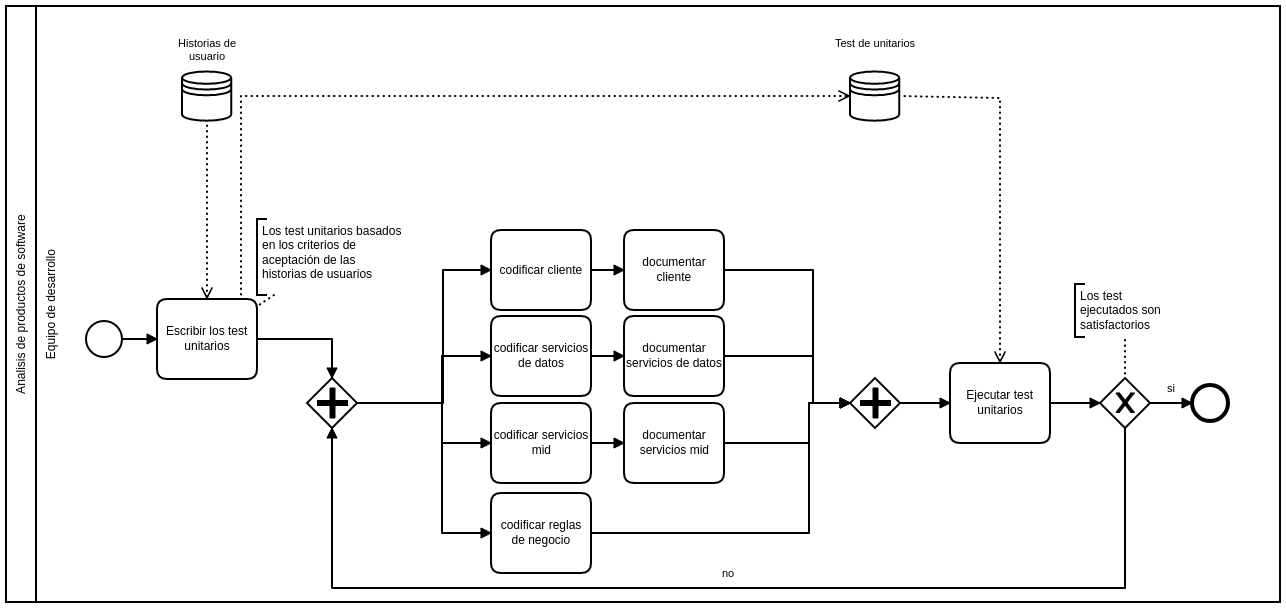 Analisis de productos de software
Equipo de desarrollo
Historias de
usuario
Test de unitarios
Los test unitarios basados
en los criterios de
aceptación de las
historias de usuarios
Escribir los test
unitarios
codificar cliente
documentar
cliente
codificar servicios
de datos
documentar
servicios de datos
codificar servicios
mid
documentar
servicios mid
codificar reglas
de negocio
Ejecutar test
unitarios
Los test
ejecutados son
satisfactorios
si
no